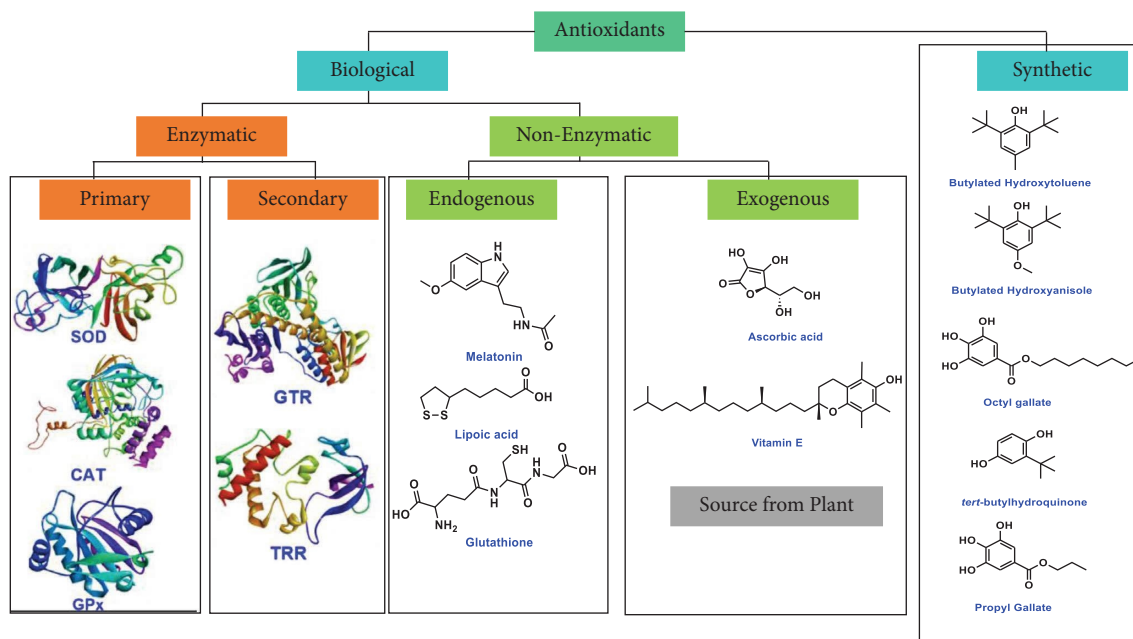 Antioxidants
Biological
Synthetic
Enzymatic
Non-Enzymatic
Primary
Secondary
Endogenous
Exogenous
SOD
CAT
GPx
GTR
TRR
H
N
O
HN
O
Melatonin
O
OH
S-S
Lipoic acid
SH
O
H
N
OH
N
H
O
O
O
HO
NH2
Glutathione
HO
OH
O
O
OH
OH
Ascorbic acid
OH
O
Vitamin E
Source from Plant
OH
Butylated Hydroxytoluene
OH
O
Butylated Hydroxyanisole
OH
HO
HO
O
O
Octyl gallate
OH
HO
tert-butylhydroquinone
OH
HO
HO
O
O
Propyl Gallate